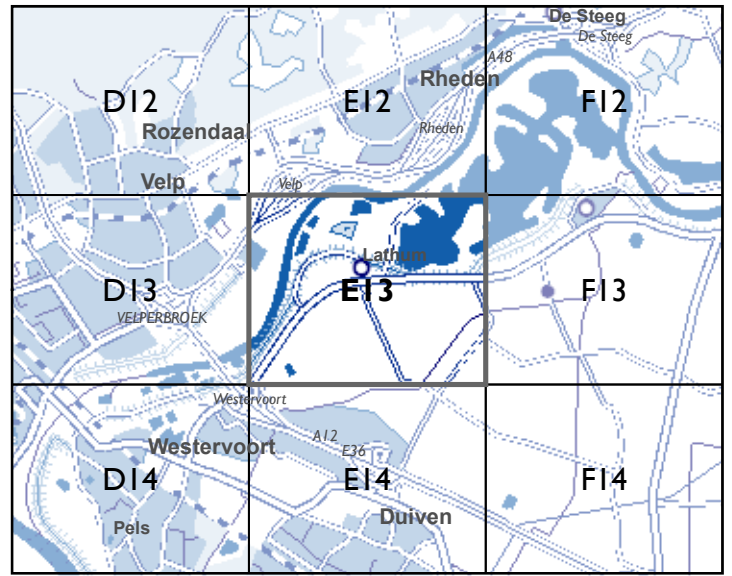 De Steeg
De Steeg
A48
Rheden
D12
E12
F12
Rozendaal
Rheden
Velp
Velp
Lathum
D13
E13
F13
VELPERBROEK
Westervoort
A12
Westervoort
E36
D14
E14
F14
Duiven
Pels